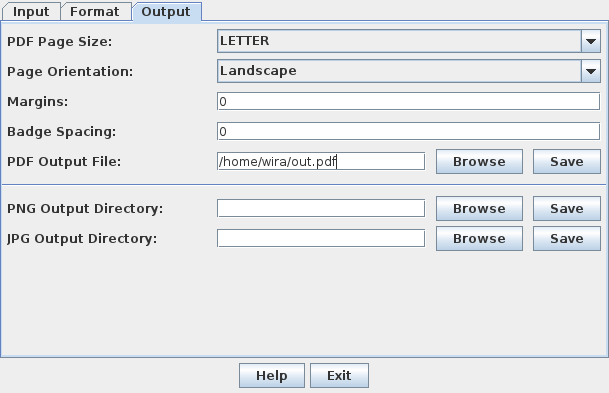 Input Format Output
PDF Page Size: LETTER
Page Orientation: Landscape
Margins: 0
Badge Spacing: 0
PDF Output File: /home/wira/out.pdf Browse Save
PNG Output Directory: Browse Save
JPG Output Directory: Browse Save
Help Exit